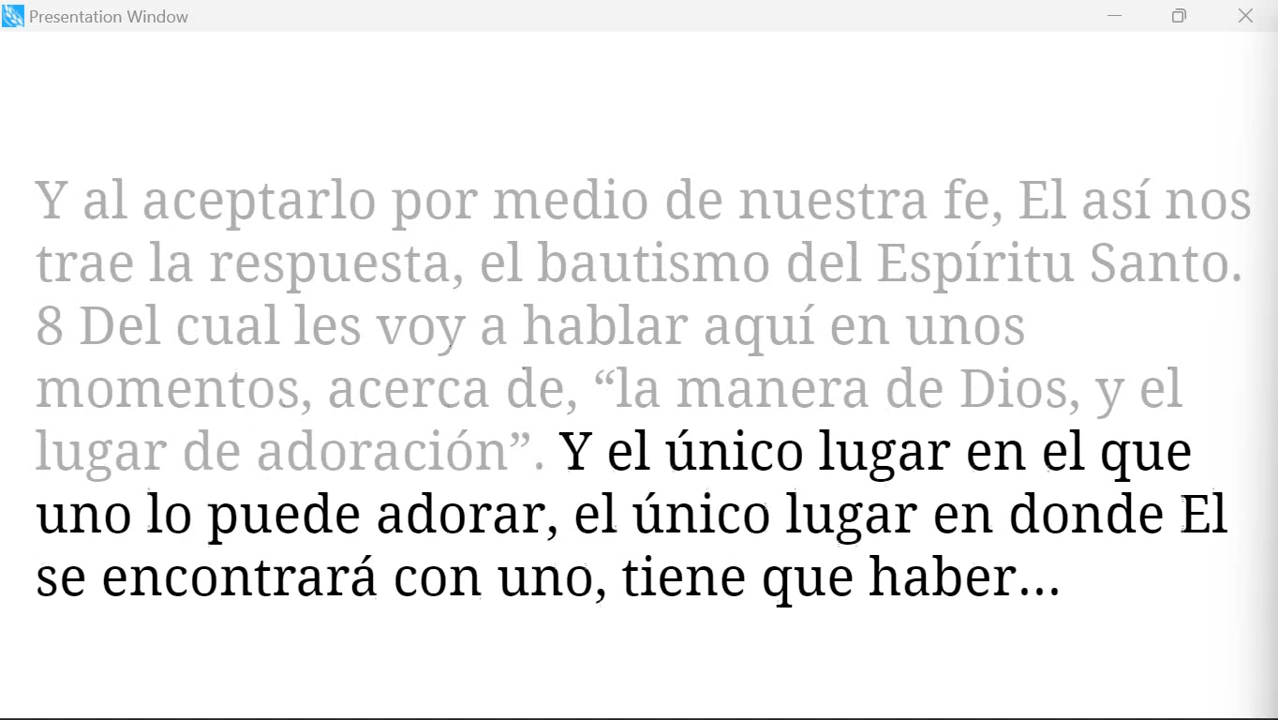 Presentation Window
Y al aceptarlo por medio de nuestra fe, El así nos
trae la respuesta, el bautismo del Espíritu Santo.
8 Del cual les voy a hablar aquí en unos
momentos, acerca de, “la manera de Dios, y el
lugar de adoración”. Y el único lugar en el que
uno lo puede adorar, el único lugar en donde El
se encontrará con uno, tiene que haber...